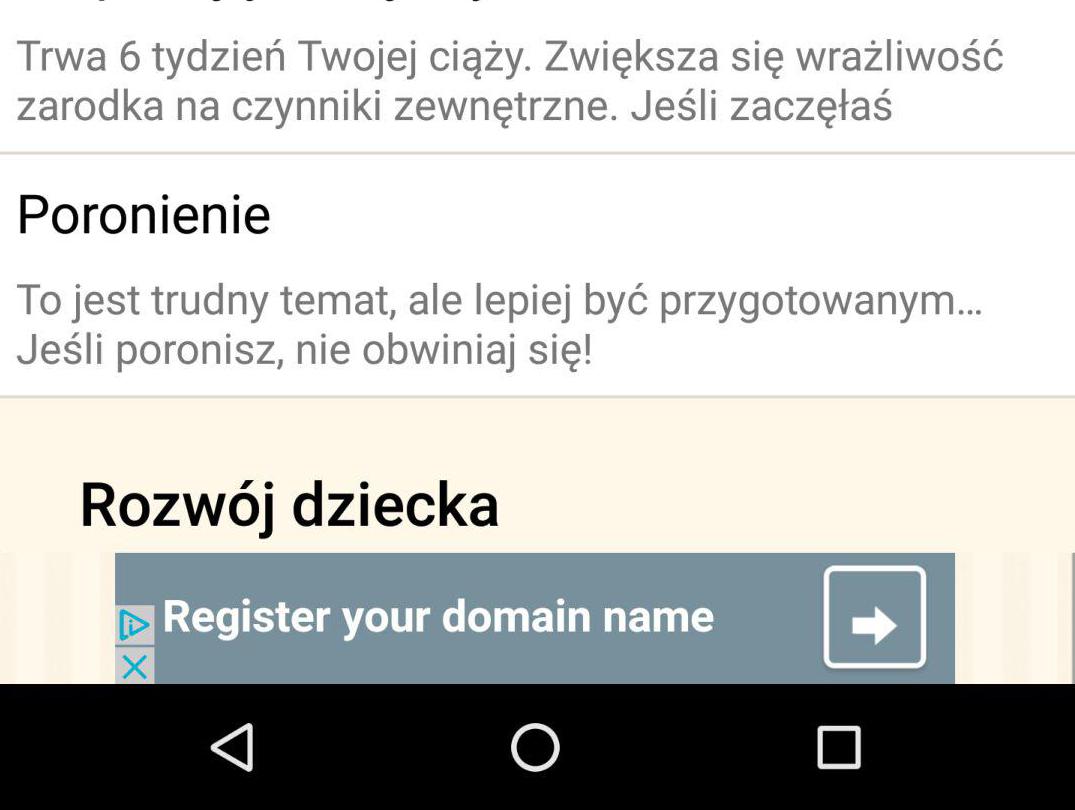 Trwa 6 tydzień Twojej ciąży. Zwiększa się wrażliwość
zarodka na czynniki zewnętrzne. Jeśli zaczęłaś
Poronienie
To jest trudny temat, ale lepiej być przygotowanym...
Jeśli poronisz, nie obwiniaj się!
Rozwój dziecka
Register your domain name